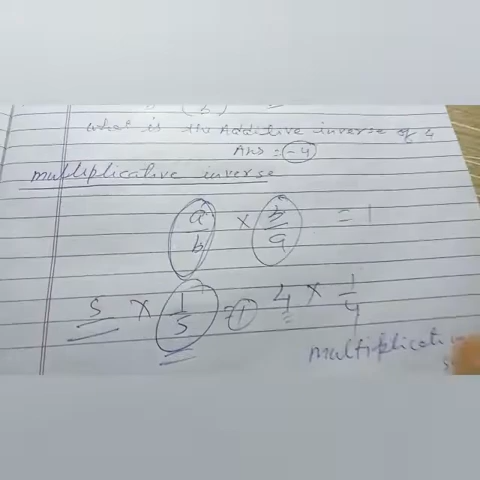 what is the Additive inverse of 4
Ans = -4
multiplicative inverse
a/b × b/a = 1
5 × 1/5 = 1 4 × 1/4